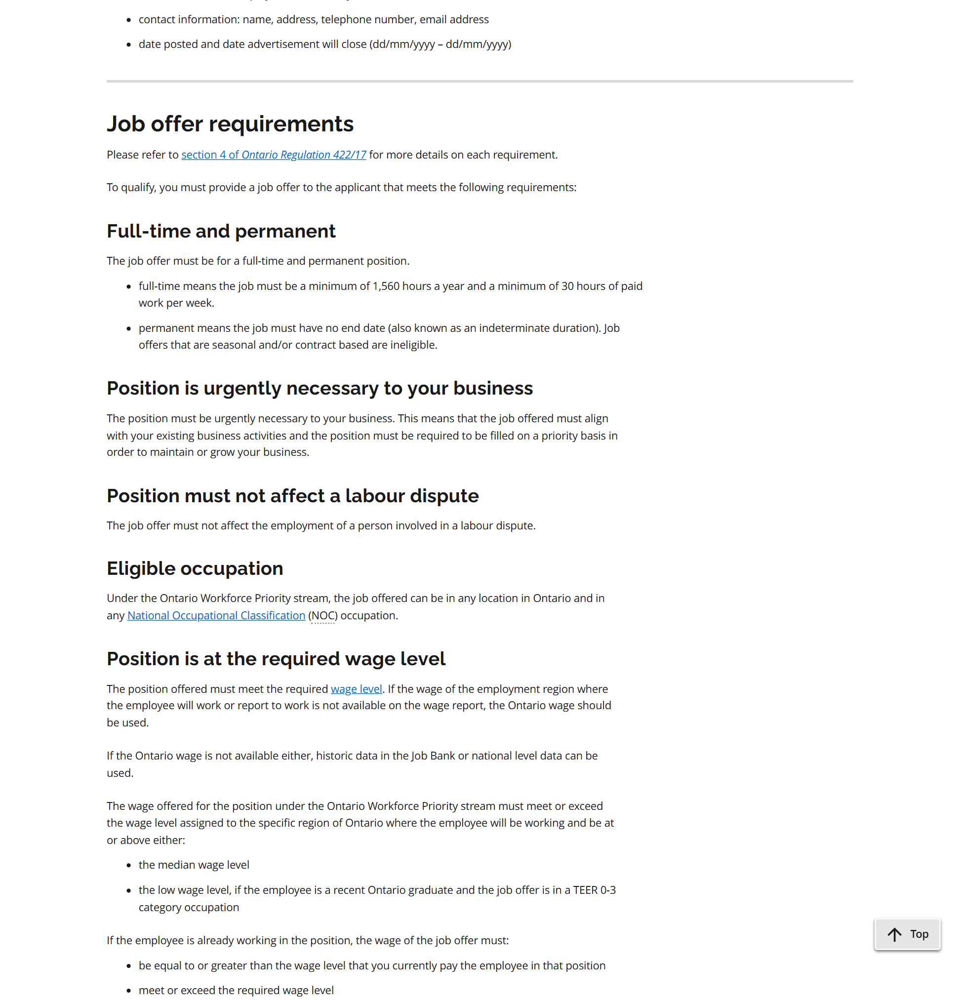 contact information: name, address, telephone number, email address
date posted and date advertisement will close (dd/mm/yyyy – dd/mm/yyyy)
Job offer requirements
Please refer to section 4 of Ontario Regulation 422/17 for more details on each requirement.
To qualify, you must provide a job offer to the applicant that meets the following requirements:
Full-time and permanent
The job offer must be for a full-time and permanent position.
full-time means the job must be a minimum of 1,560 hours a year and a minimum of 30 hours of paid
work per week.
permanent means the job must have no end date (also known as an indeterminate duration). Job
offers that are seasonal and/or contract based are ineligible.
Position is urgently necessary to your business
The position must be urgently necessary to your business. This means that the job offered must align
with your existing business activities and the position must be required to be filled on a priority basis in
order to maintain or grow your business.
Position must not affect a labour dispute
The job offer must not affect the employment of a person involved in a labour dispute.
Eligible occupation
Under the Ontario Workforce Priority stream, the job offered can be in any location in Ontario and in
any National Occupational Classification (NOC) occupation.
Position is at the required wage level
The position offered must meet the required wage level. If the wage of the employment region where
the employee will work or report to work is not available on the wage report, the Ontario wage should
be used.
If the Ontario wage is not available either, historic data in the Job Bank or national level data can be
used.
The wage offered for the position under the Ontario Workforce Priority stream must meet or exceed
the wage level assigned to the specific region of Ontario where the employee will be working and be at
or above either:
the median wage level
the low wage level, if the employee is a recent Ontario graduate and the job offer is in a TEER 0-3
category occupation
If the employee is already working in the position, the wage of the job offer must:
be equal to or greater than the wage level that you currently pay the employee in that position
meet or exceed the required wage level
Top